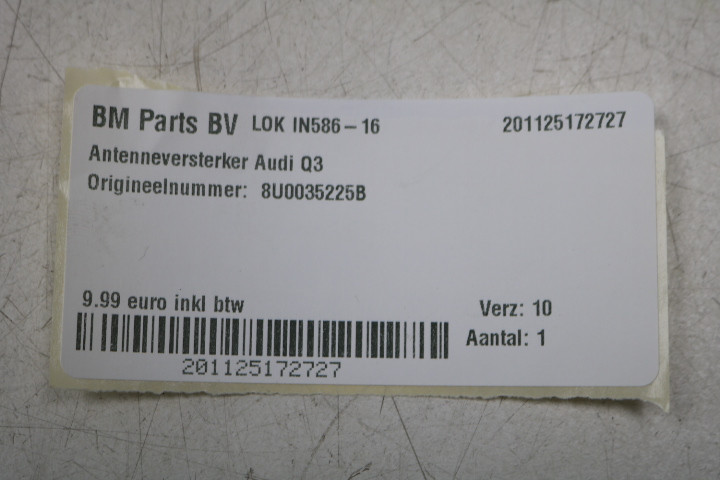 BM Parts BV LOK IN586-16 201125172727
Antenneversterker Audi Q3
Origineelnummer: 8U0035225B
9.99 euro inkl btw Verz: 10
Aantal: 1
201125172727